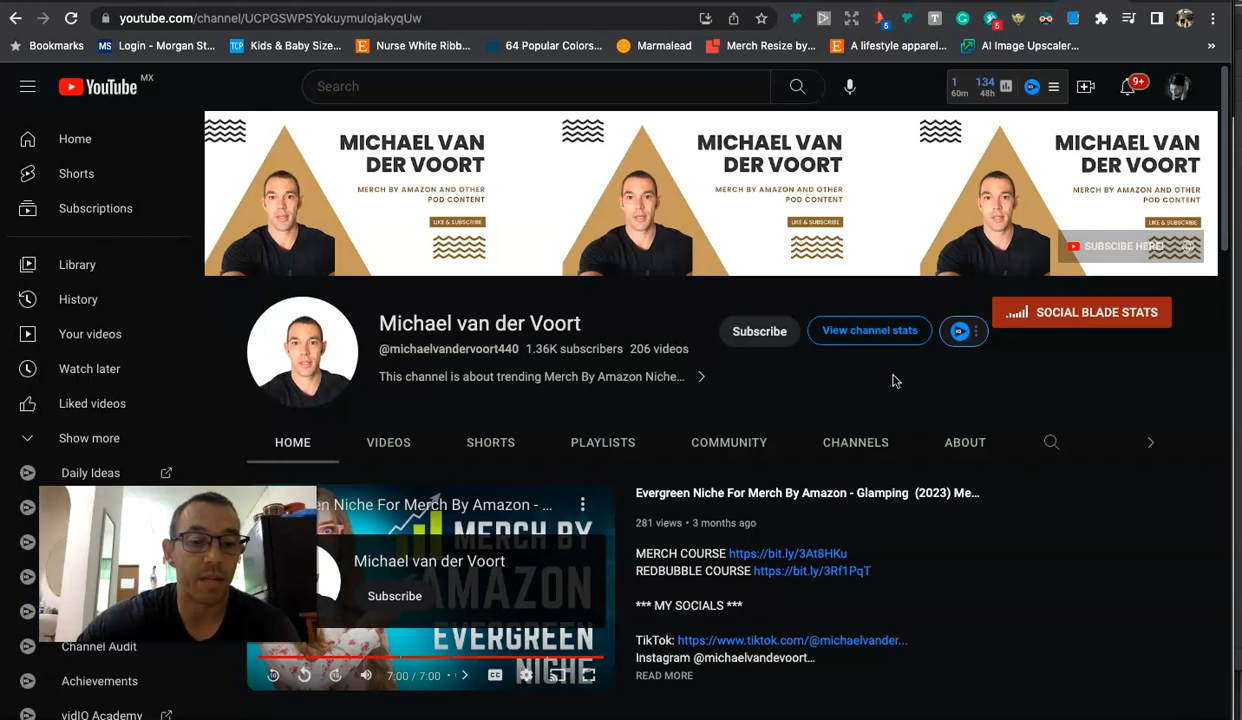 youtube.com/channel/UCPGSWPSYokuymulojakyqUw
Bookmarks
Login - Morgan St...
Kids & Baby Size...
Nurse White Ribb...
64 Popular Colors...
Marmalead
Merch Resize by...
A lifestyle apparel...
AI Image Upscaler...
»
YouTube MX
Search
1 60m
134 48h
9+
Home
Shorts
Subscriptions
Library
History
Your videos
Watch later
Liked videos
Show more
Daily Ideas
Channel Audit
Achievements
vidIQ Academy
MICHAEL VAN
DER VOORT
MERCH BY AMAZON AND OTHER
POD CONTENT
LIKE & SUBSCRIBE
MICHAEL VAN
DER VOORT
MERCH BY AMAZON AND OTHER
POD CONTENT
LIKE & SUBSCRIBE
MICHAEL VAN
DER VOORT
MERCH BY AMAZON AND OTHER
POD CONTENT
LIKE & SUBSCRIBE
SUBSCIBE HERE!
Michael van der Voort
@michaelvandervoort440 1.36K subscribers 206 videos
This channel is about trending Merch By Amazon Niche...
Subscribe
View channel stats
SOCIAL BLADE STATS
HOME VIDEOS SHORTS PLAYLISTS COMMUNITY CHANNELS ABOUT
en Niche For Merch By Amazon - ...
MERCH BY
AMAZON
EVERGREEN
NICHE
Michael van der Voort
Subscribe
7:00 / 7:00
Evergreen Niche For Merch By Amazon - Glamping (2023) Me...
281 views • 3 months ago
MERCH COURSE https://bit.ly/3At8HKu
REDBUBBLE COURSE https://bit.ly/3Rf1PqT
*** MY SOCIALS ***
TikTok: https://www.tiktok.com/@michaelvander...
Instagram @michaelvandevoort...
READ MORE